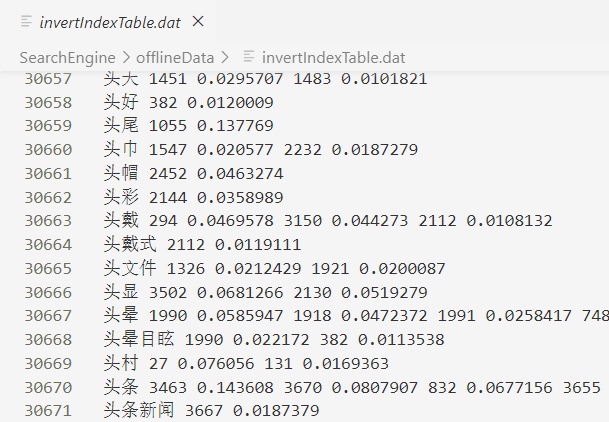 invertIndexTable.dat
SearchEngine > offlineData > invertIndexTable.dat
30657 头大 1451 0.0295707 1483 0.0101821
30658 头好 382 0.0120009
30659 头尾 1055 0.137769
30660 头巾 1547 0.020577 2232 0.0187279
30661 头帽 2452 0.0463274
30662 头彩 2144 0.0358989
30663 头戴 294 0.0469578 3150 0.044273 2112 0.0108132
30664 头戴式 2112 0.0119111
30665 头文件 1326 0.0212429 1921 0.0200087
30666 头显 3502 0.0681266 2130 0.0519279
30667 头晕 1990 0.0585947 1918 0.0472372 1991 0.0258417 748
30668 头晕目眩 1990 0.022172 382 0.0113538
30669 头村 27 0.076056 131 0.0169363
30670 头条 3463 0.143608 3670 0.0807907 832 0.0677156 3655
30671 头条新闻 3667 0.0187379